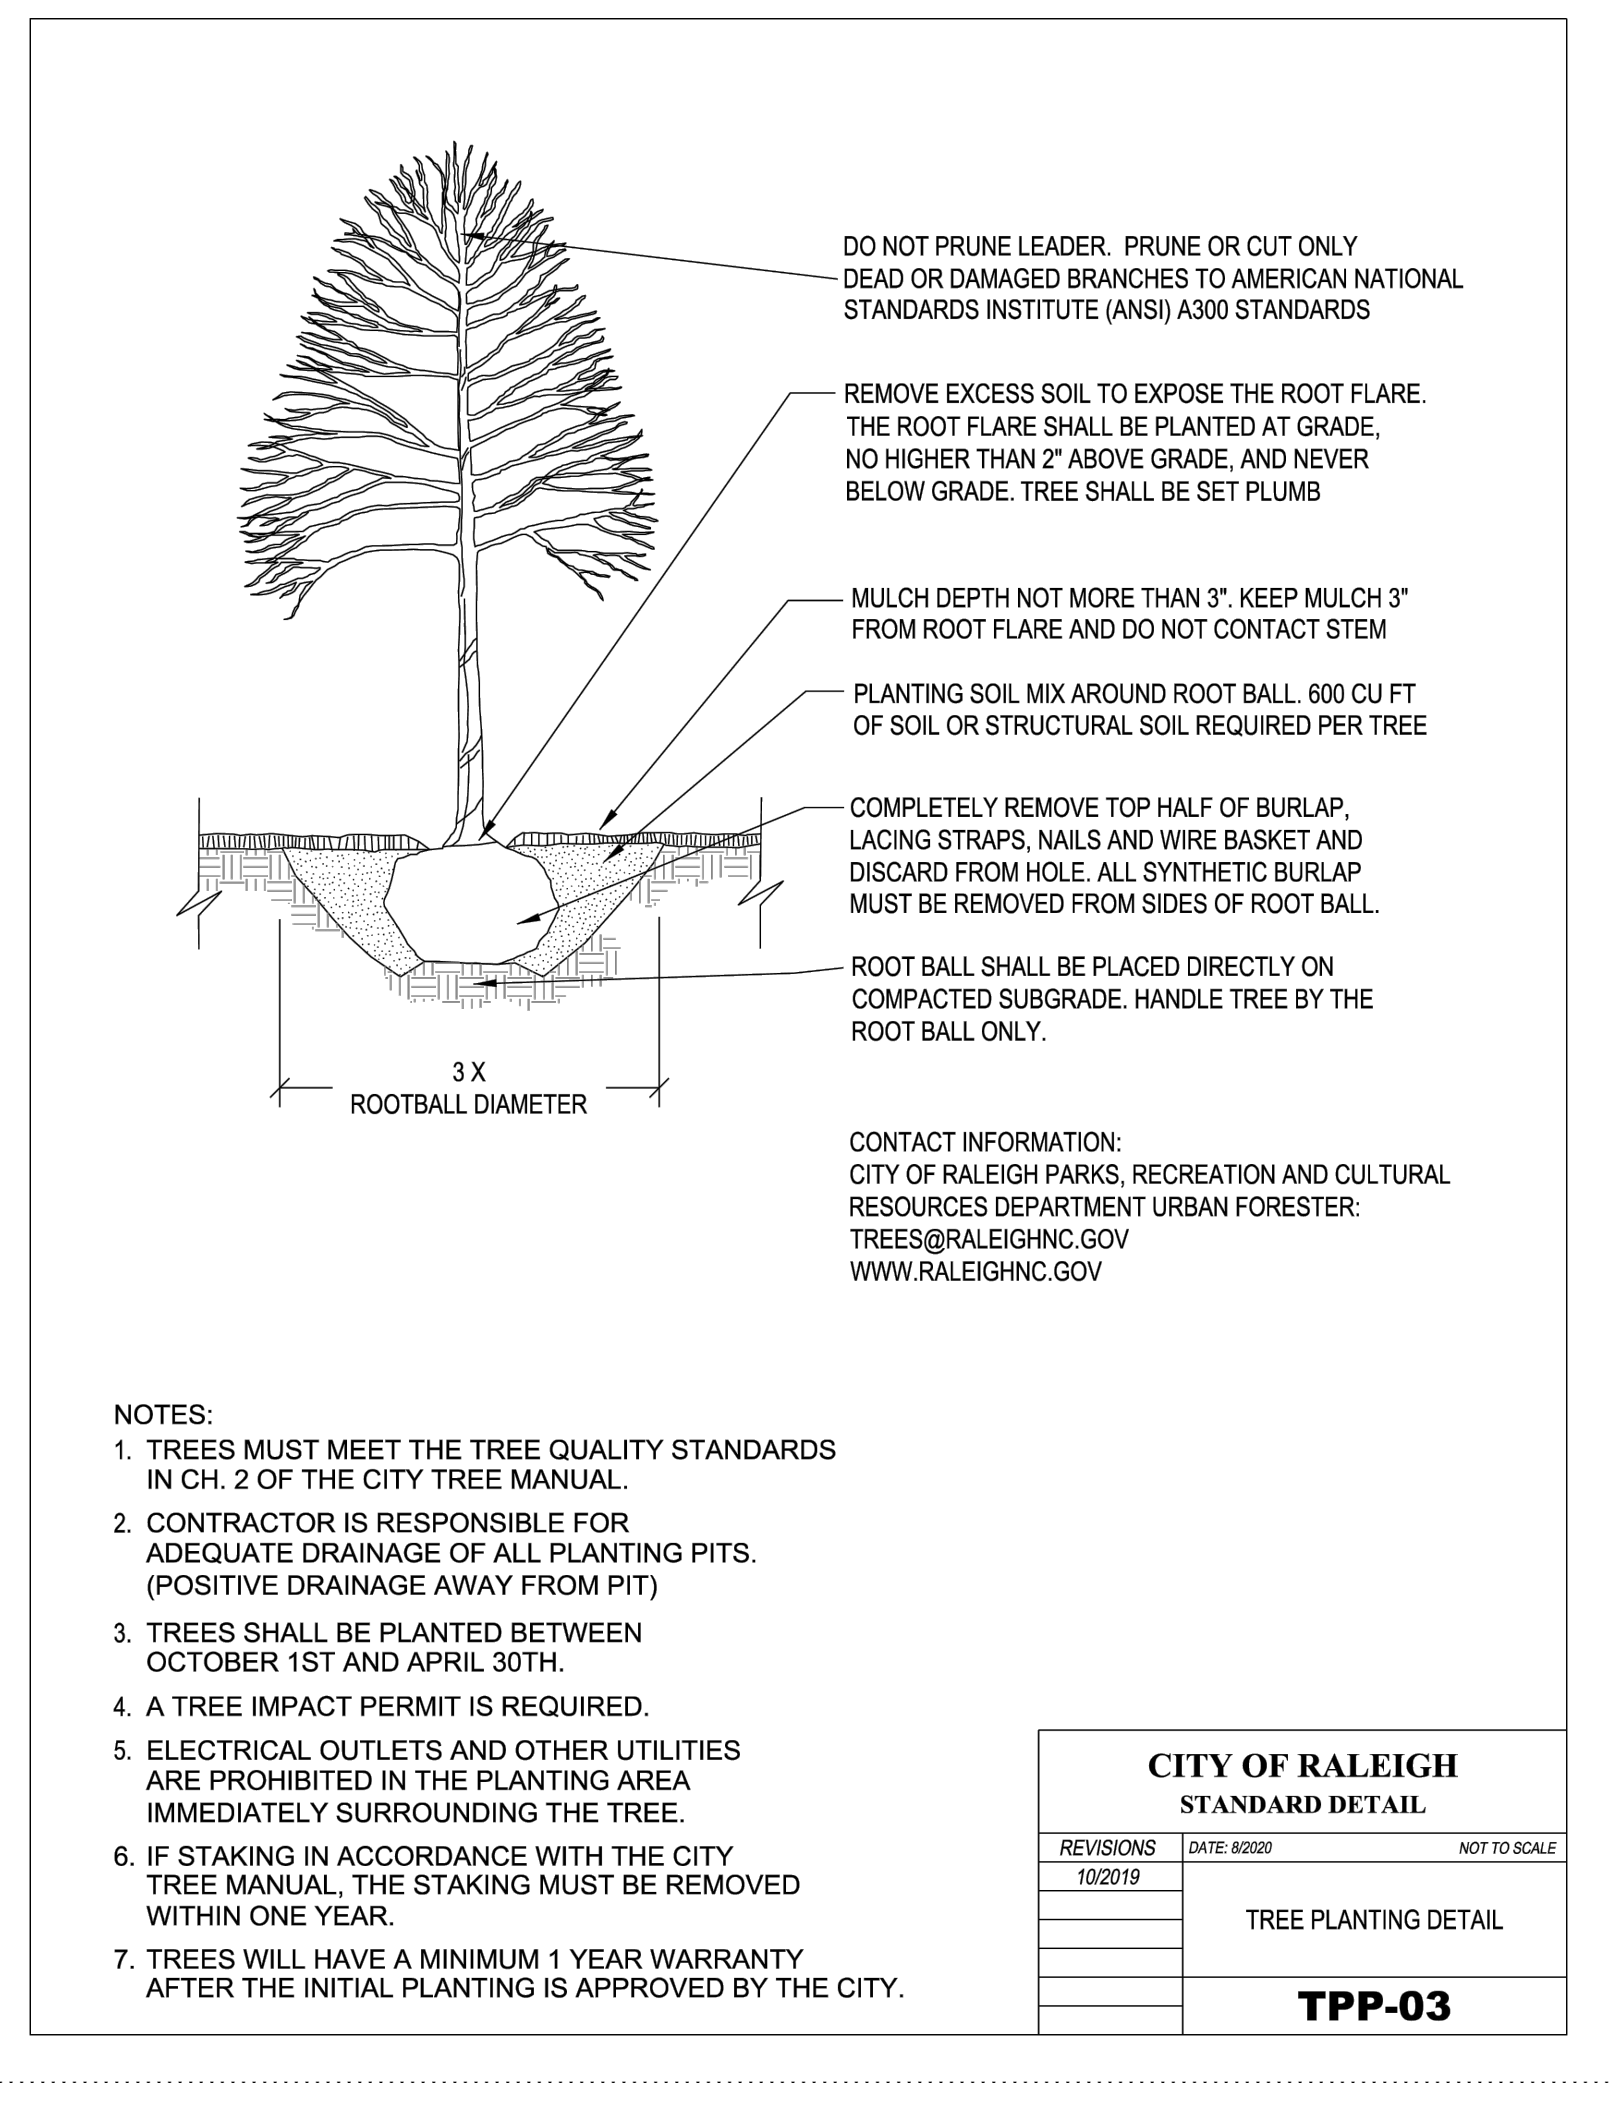 DO NOT PRUNE LEADER. PRUNE OR CUT ONLY
DEAD OR DAMAGED BRANCHES TO AMERICAN NATIONAL
STANDARDS INSTITUTE (ANSI) A300 STANDARDS
REMOVE EXCESS SOIL TO EXPOSE THE ROOT FLARE.
THE ROOT FLARE SHALL BE PLANTED AT GRADE,
NO HIGHER THAN 2" ABOVE GRADE, AND NEVER
BELOW GRADE. TREE SHALL BE SET PLUMB
MULCH DEPTH NOT MORE THAN 3". KEEP MULCH 3"
FROM ROOT FLARE AND DO NOT CONTACT STEM
PLANTING SOIL MIX AROUND ROOT BALL. 600 CU FT
OF SOIL OR STRUCTURAL SOIL REQUIRED PER TREE
COMPLETELY REMOVE TOP HALF OF BURLAP,
LACING STRAPS, NAILS AND WIRE BASKET AND
DISCARD FROM HOLE. ALL SYNTHETIC BURLAP
MUST BE REMOVED FROM SIDES OF ROOT BALL.
ROOT BALL SHALL BE PLACED DIRECTLY ON
COMPACTED SUBGRADE. HANDLE TREE BY THE
ROOT BALL ONLY.
3 X
ROOTBALL DIAMETER
CONTACT INFORMATION:
CITY OF RALEIGH PARKS, RECREATION AND CULTURAL
RESOURCES DEPARTMENT URBAN FORESTER:
TREES@RALEIGHNC.GOV
WWW.RALEIGHNC.GOV
NOTES:
1. TREES MUST MEET THE TREE QUALITY STANDARDS
IN CH. 2 OF THE CITY TREE MANUAL.
2. CONTRACTOR IS RESPONSIBLE FOR
ADEQUATE DRAINAGE OF ALL PLANTING PITS.
(POSITIVE DRAINAGE AWAY FROM PIT)
3. TREES SHALL BE PLANTED BETWEEN
OCTOBER 1ST AND APRIL 30TH.
4. A TREE IMPACT PERMIT IS REQUIRED.
5. ELECTRICAL OUTLETS AND OTHER UTILITIES
ARE PROHIBITED IN THE PLANTING AREA
IMMEDIATELY SURROUNDING THE TREE.
6. IF STAKING IN ACCORDANCE WITH THE CITY
TREE MANUAL, THE STAKING MUST BE REMOVED
WITHIN ONE YEAR.
7. TREES WILL HAVE A MINIMUM 1 YEAR WARRANTY
AFTER THE INITIAL PLANTING IS APPROVED BY THE CITY.
CITY OF RALEIGH
STANDARD DETAIL
REVISIONS
DATE: 8/2020
NOT TO SCALE
10/2019
TREE PLANTING DETAIL
TPP-03